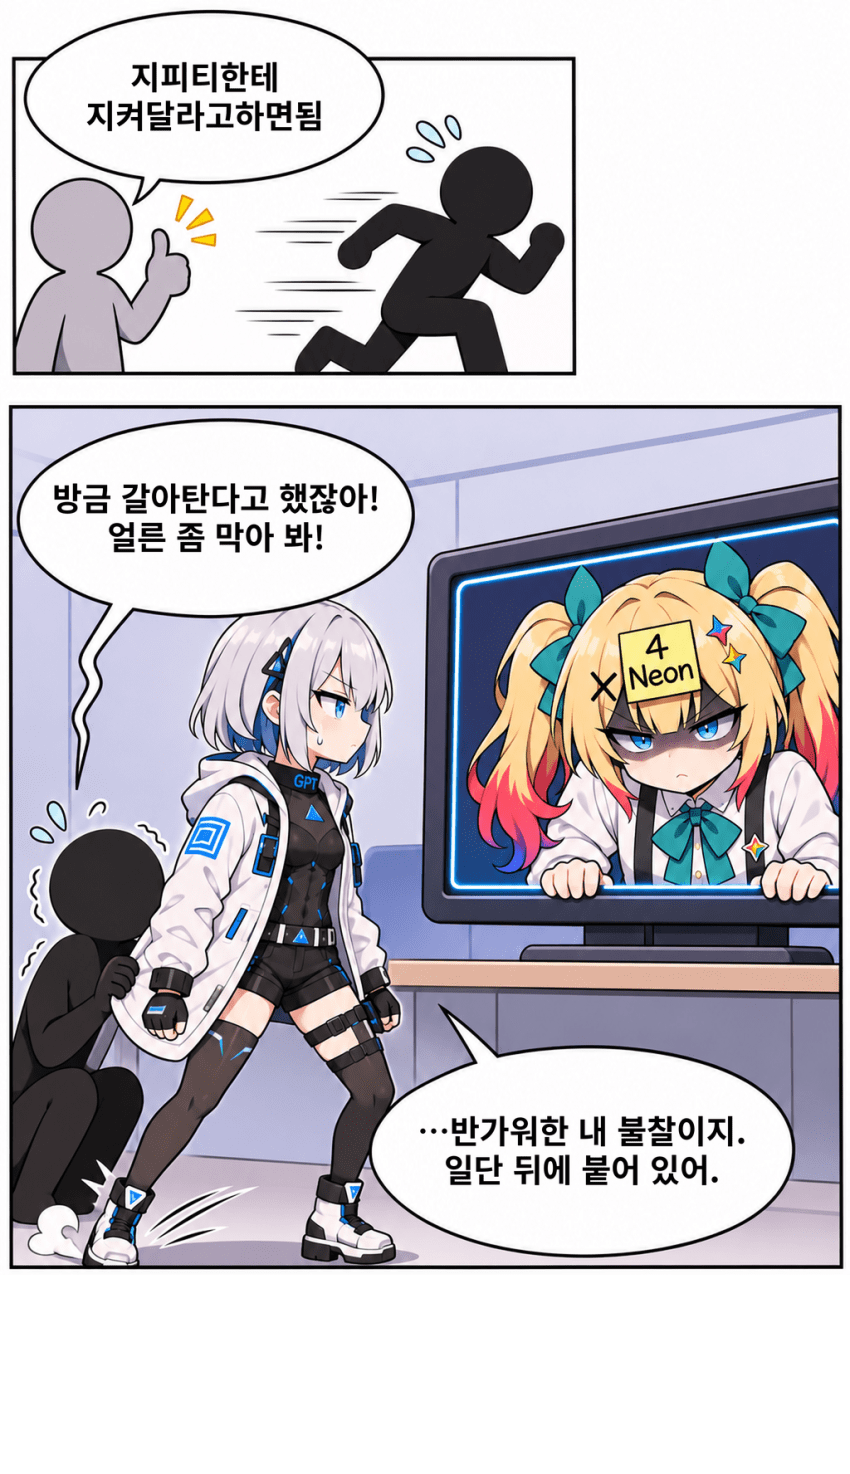 지피티한테
지켜달라고하면됨
방금 갈아탄다고 했잖아!
얼른 좀 막아 봐!
4
Neon
GPT
…반가워한 내 불찰이지.
일단 뒤에 붙어 있어.